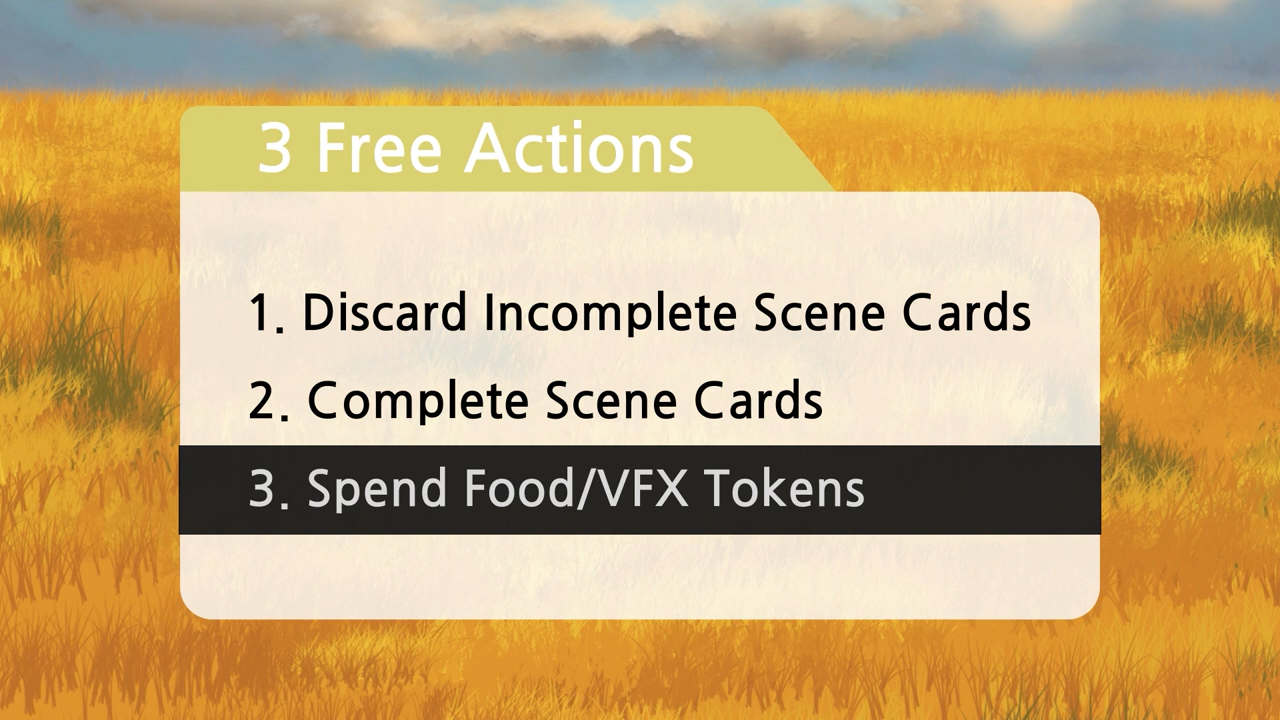 3 Free Actions
1. Discard Incomplete Scene Cards
2. Complete Scene Cards
3. Spend Food/VFX Tokens